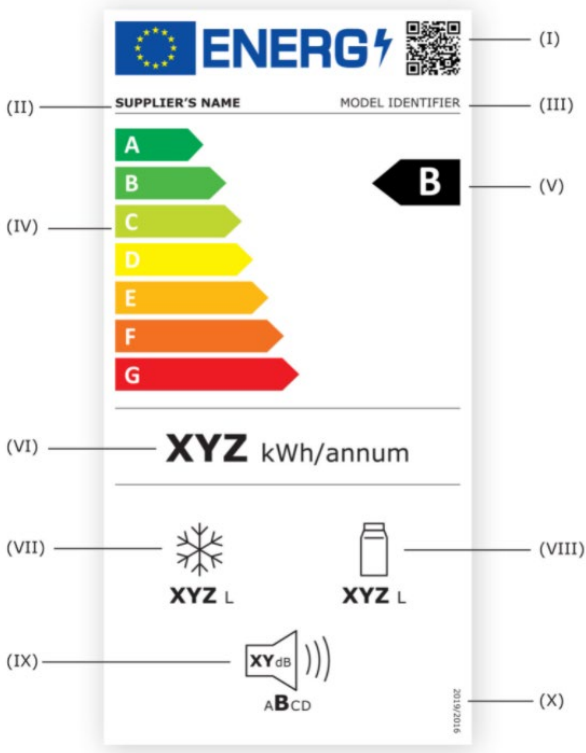 ENERG
(I)
(II)
SUPPLIER'S NAME
MODEL IDENTIFIER
(III)
A
B
B
(V)
(IV)
C
D
E
F
G
(VI)
XYZ kWh/annum
(VII)
(VIII)
XYZ L
XYZ L
(IX)
XY dB
ABCD
2019/2016
(X)